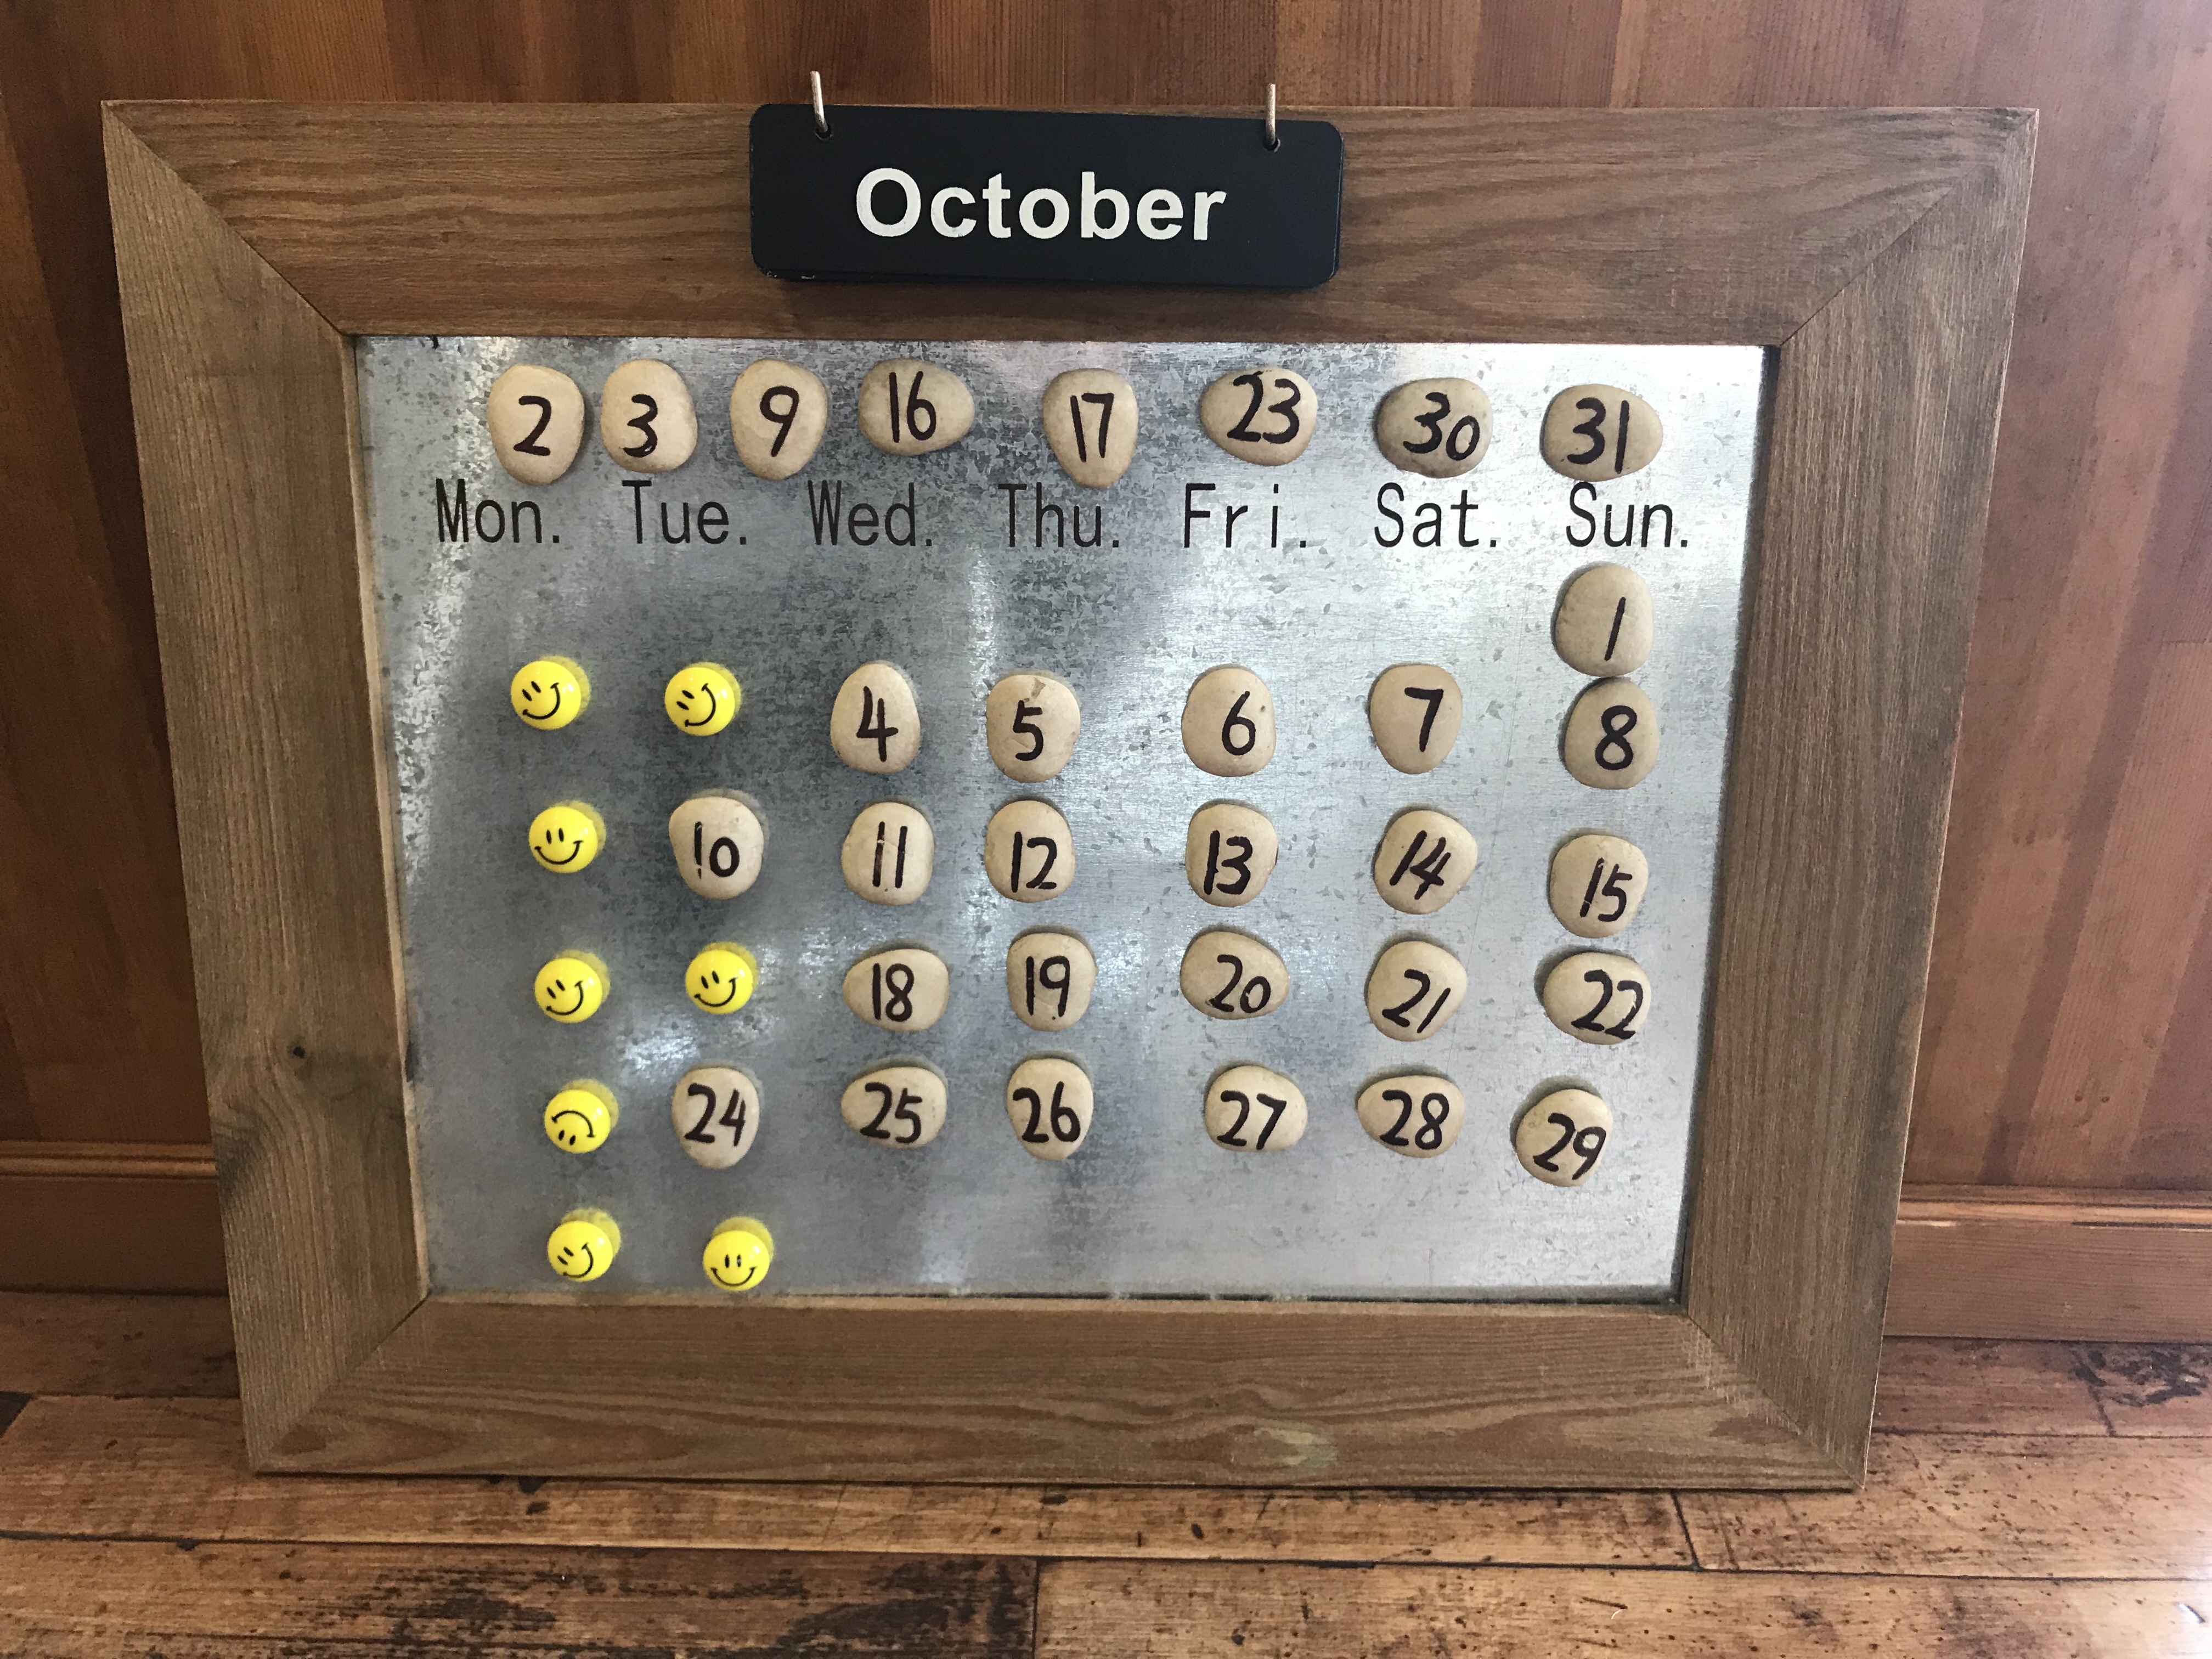 October
2 3 9 16 17 23 30 31
Mon. Tue. Wed. Thu. Fri. Sat. Sun.
1
4 5 6 7 8
10 11 12 13 14 15
18 19 20 21 22
24 25 26 27 28 29